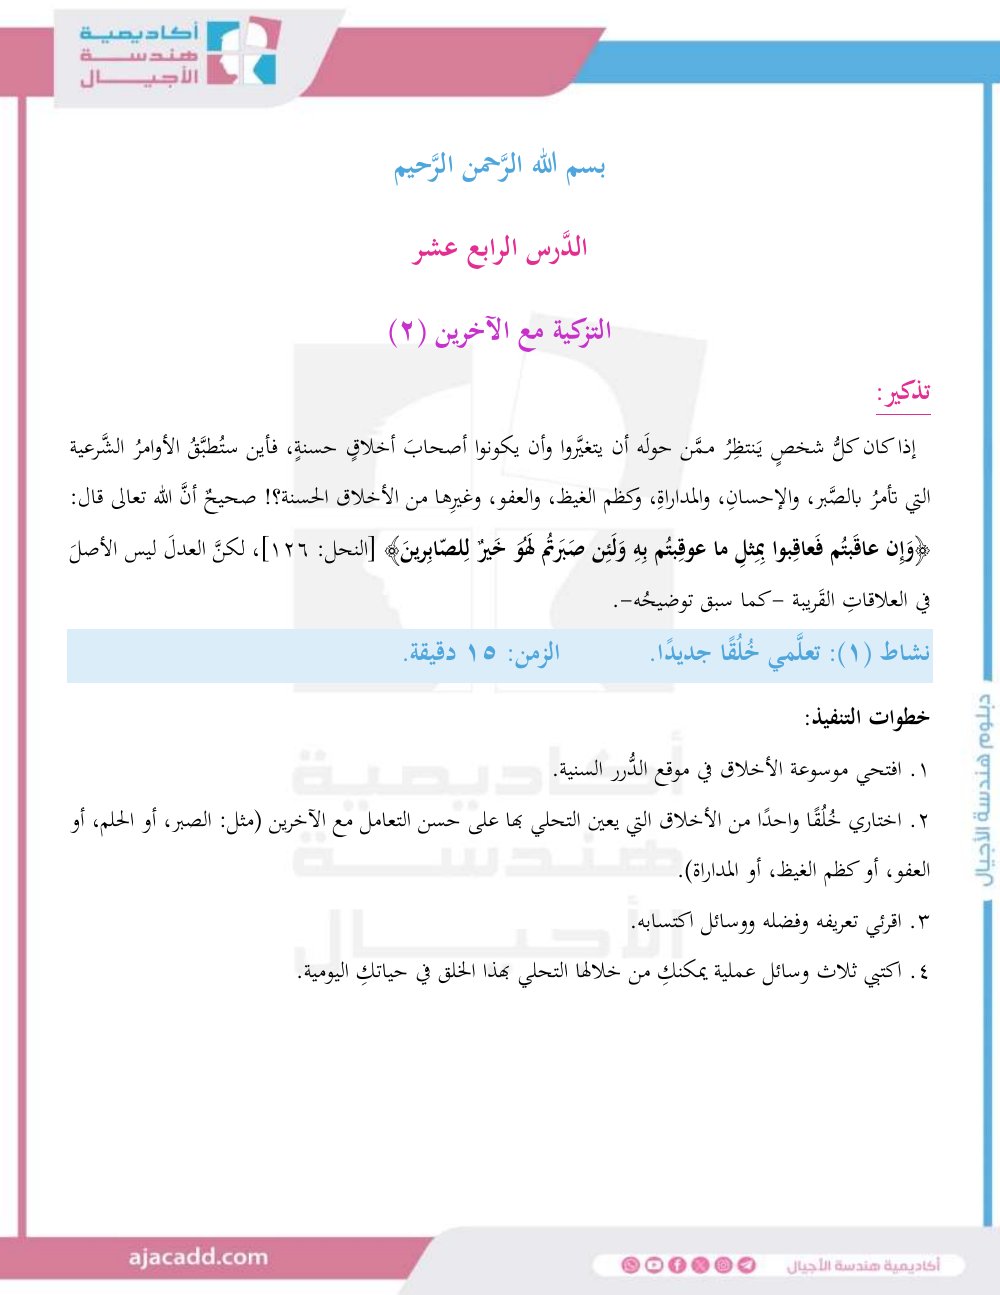 أكاديمية
هندسة
الأجيال
بسم الله الرَّحمن الرَّحيم
الدَّرس الرابع عشر
التزكية مع الآخرين (٢)
تذكير:
إذا كان كلُّ شخصٍ يَنتظِرُ ممَّن حولَه أن يتغيَّروا وأن يكونوا أصحابَ أخلاقٍ حسنةٍ، فأين ستُطبَّقُ الأوامرُ الشَّرعية
التي تأمرُ بالصَّبر، والإحسانِ، والمداراةِ، وكظم الغيظ، والعفو، وغيرِها من الأخلاق الحسنة؟! صحيحٌ أنَّ الله تعالى قال:
﴿وَإِن عاقَبتُم فَعاقِبوا بِمِثلِ ما عوقِبتُم بِهِ وَلَئِن صَبَرتُم لَهُوَ خَيرٌ لِلصّابِرينَ﴾ [النحل: ١٢٦]، لكنَّ العدلَ ليس الأصلَ
في العلاقاتِ القَريبة –كما سبق توضيحُه–.
نشاط (١): تعلَّمي خُلُقًا جديدًا. الزمن: ١٥ دقيقة.
خطوات التنفيذ:
١. افتحي موسوعة الأخلاق في موقع الدُّرر السنية.
٢. اختاري خُلُقًا واحدًا من الأخلاق التي يعين التحلي بها على حسن التعامل مع الآخرين (مثل: الصبر، أو الحلم، أو
العفو، أو كظم الغيظ، أو المداراة).
٣. اقرئي تعريفه وفضله ووسائل اكتسابه.
٤. اكتبي ثلاث وسائل عملية يمكنكِ من خلالها التحلي بهذا الخلق في حياتكِ اليومية.
أكاديمية
هندسة
الأجيال
دبلوم هندسة الأجيال
أكاديمية هندسة الأجيال
ajacadd.com